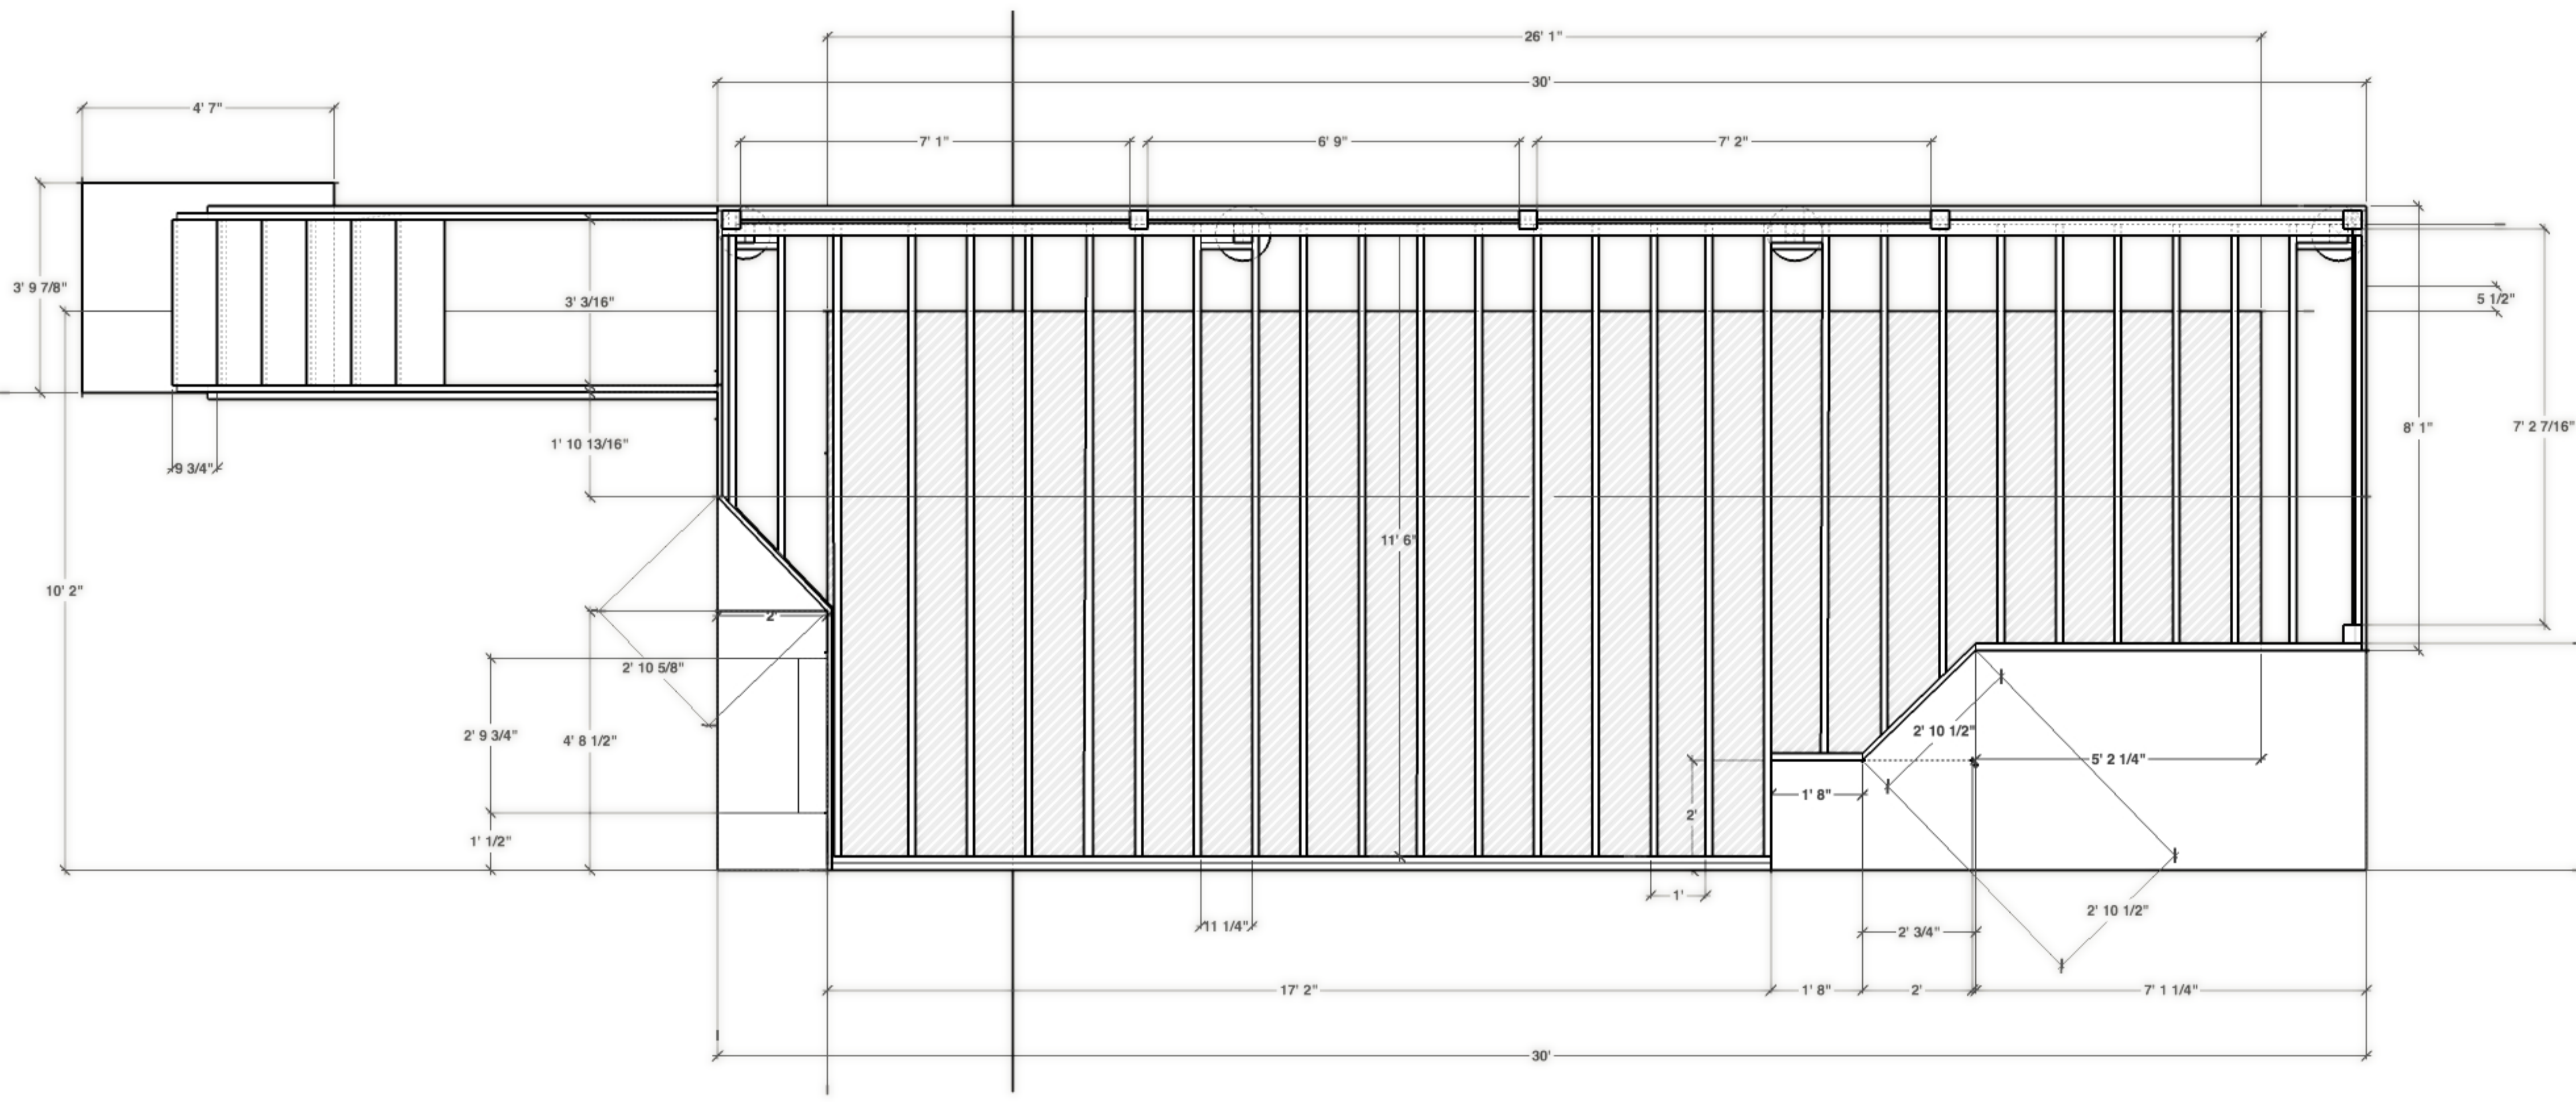 26' 1"
30'
4' 7"
7' 1"
6' 9"
7' 2"
3' 9 7/8"
3' 3/16"
5 1/2"
8' 1"
7' 2 7/16"
1' 10 13/16"
9 3/4"
11' 6"
10' 2"
2'
2' 10 5/8"
2' 9 3/4"
4' 8 1/2"
2' 10 1/2"
5' 2 1/4"
1' 8"
2'
1' 1/2"
1'
11 1/4"
2' 10 1/2"
2' 3/4"
17' 2"
1' 8"
2'
7' 1 1/4"
30'